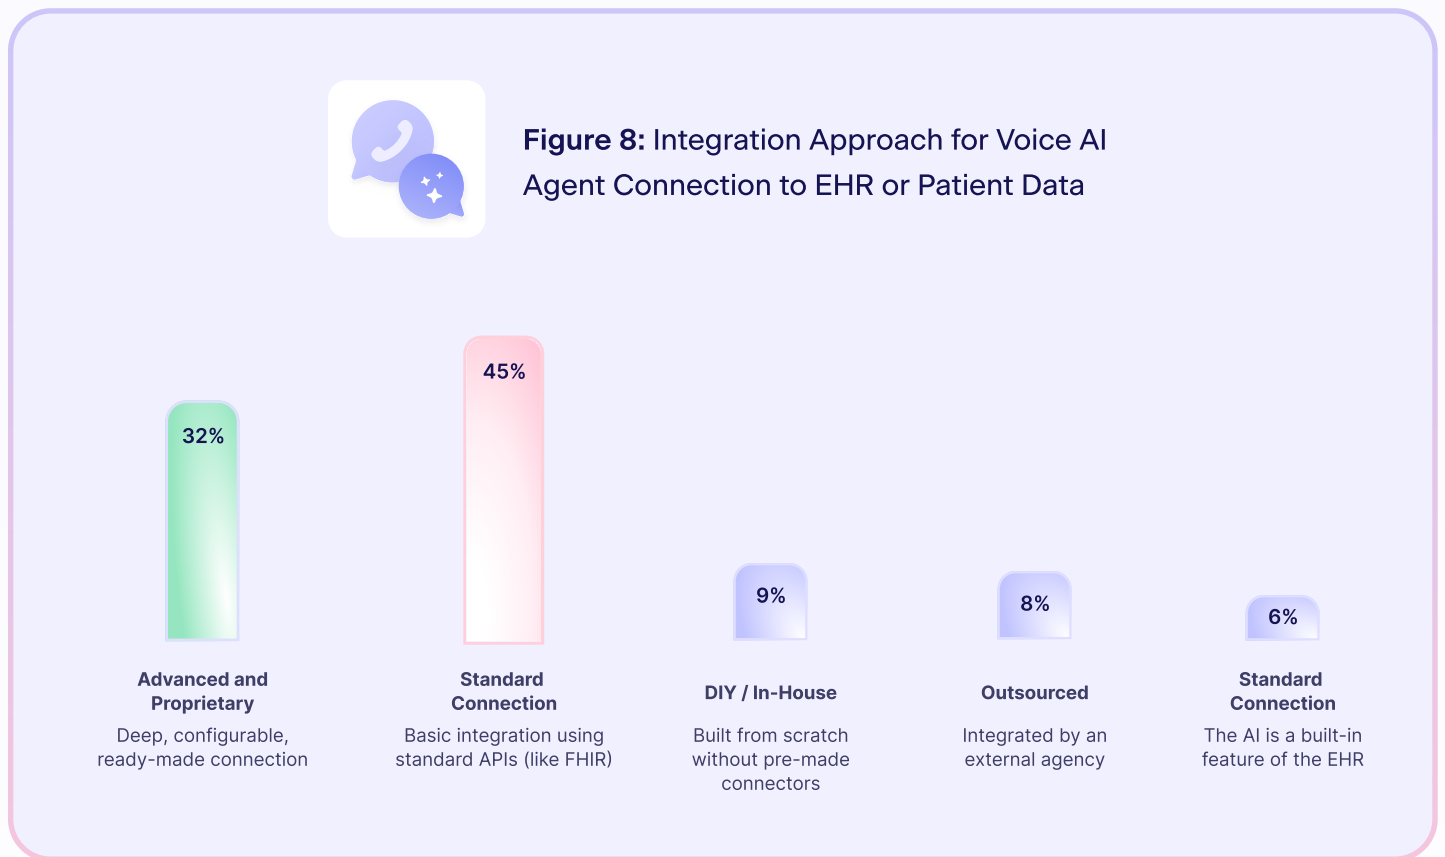 Figure 8: Integration Approach for Voice AI
Agent Connection to EHR or Patient Data
32%
45%
9%
8%
6%
Advanced and
Proprietary
Deep, configurable,
ready-made connection
Standard
Connection
Basic integration using
standard APIs (like FHIR)
DIY / In-House
Built from scratch
without pre-made
connectors
Outsourced
Integrated by an
external agency
Standard
Connection
The AI is a built-in
feature of the EHR